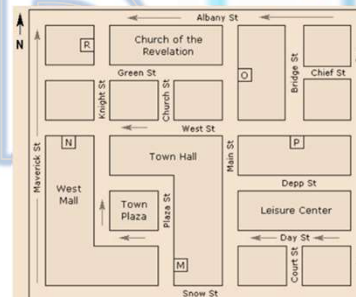 Albany St
N
R
Church of the
Revelation
O
Bridge St
Green St
Chief St
Maverick St
Knight St
Church St
West St
N
Town Hall
Main St
P
West
Mall
Town
Plaza
Plaza St
Depp St
Leisure Center
Day St
Court St
M
Snow St